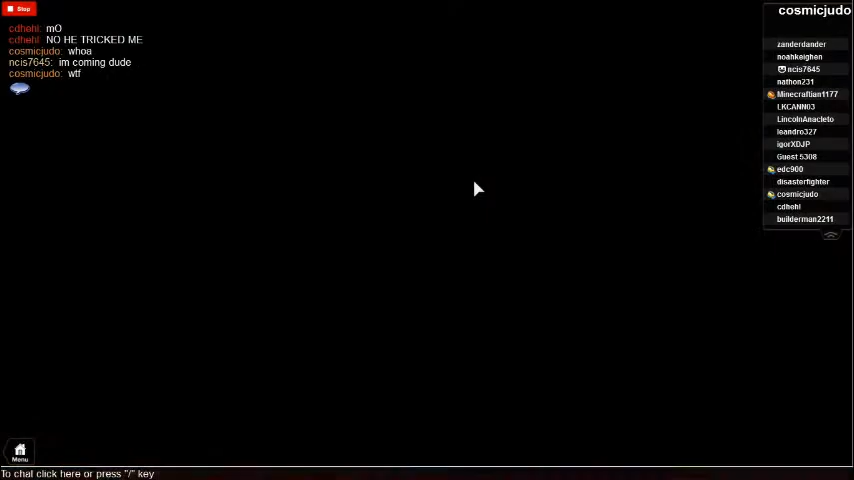 Stop
cdhehl: mO
cdhehl: NO HE TRICKED ME
cosmicjudo: whoa
ncis7645: im coming dude
cosmicjudo: wtf
cosmicjudo
zanderdander
noahkeighen
ncis7645
nathon231
Minecraftian1177
LKCANN03
LincolnAnacleto
leandro327
igorXDJP
Guest 5308
edc900
disasterfighter
cosmicjudo
cdhehl
builderman2211
Menu
To chat click here or press "/" key